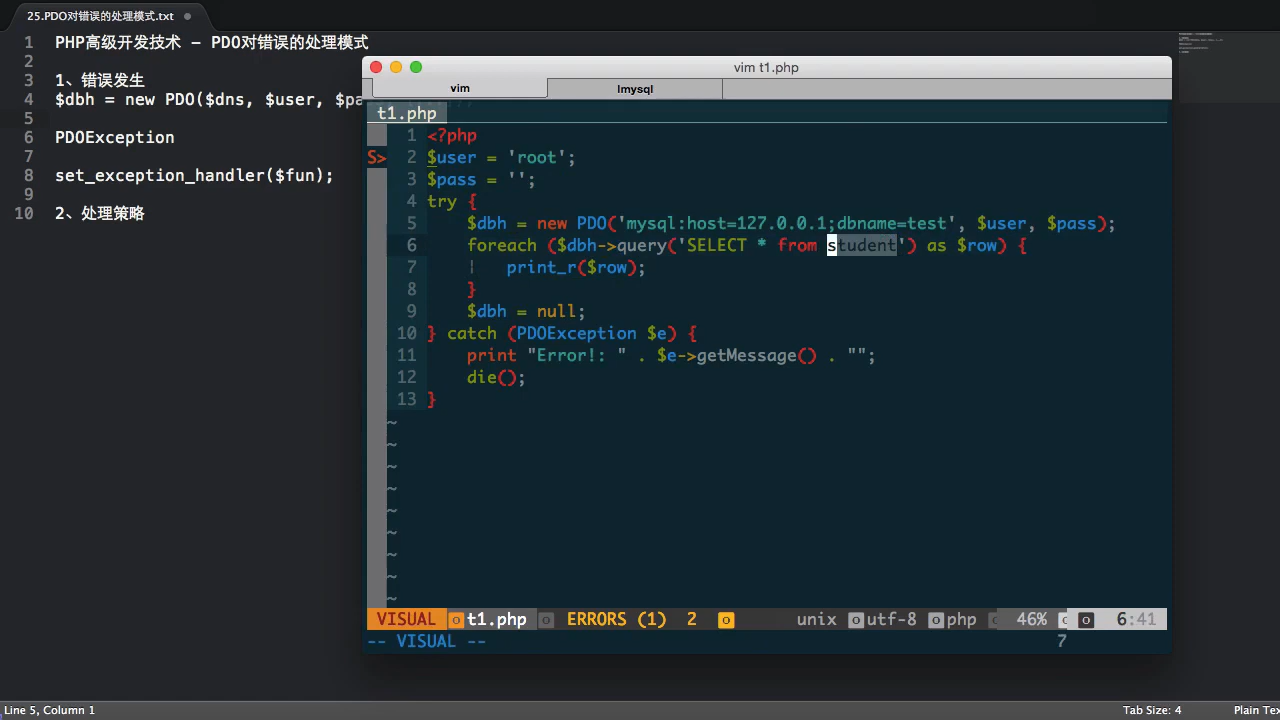 25.PDO对错误的处理模式.txt
1 PHP高级开发技术 – PDO对错误的处理模式
2
3 1、错误发生
4 $dbh = new PDO($dns, $user, $pa
5
6 PDOException
7
8 set_exception_handler($fun);
9
10 2、处理策略
vim t1.php
vim
lmysql
t1.php
1 <?php
S> 2 $user = 'root';
3 $pass = '';
4 try {
5 $dbh = new PDO('mysql:host=127.0.0.1;dbname=test', $user, $pass);
6 foreach ($dbh->query('SELECT * from student') as $row) {
7 | print_r($row);
8 }
9 $dbh = null;
10 } catch (PDOException $e) {
11 print "Error!: " . $e->getMessage() . "";
12 die();
13 }
~
~
~
~
~
~
~
~
~
VISUAL t1.php ERRORS (1) 2 unix utf-8 php 46% 6:41
-- VISUAL -- 7
Line 5, Column 1
Tab Size: 4
Plain Tex